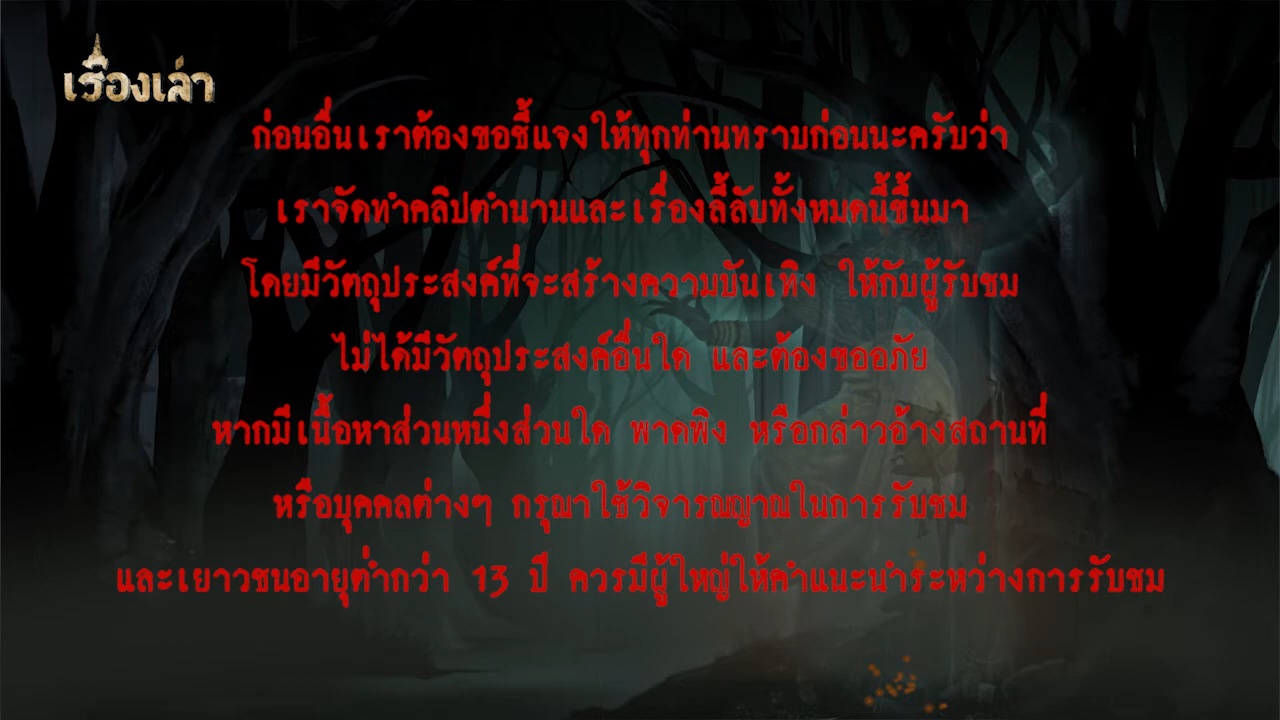 เรื่องเล่า
ก่อนอื่นเราต้องขอชี้แจงให้ทุกท่านทราบก่อนนะครับว่า
เราจัดทำคลิปตำนานและเรื่องลี้ลับทั้งหมดนี้ขึ้นมา
โดยมีวัตถุประสงค์ที่จะสร้างความบันเทิง ให้กับผู้รับชม
ไม่ได้มีวัตถุประสงค์อื่นใด และต้องขออภัย
หากมีเนื้อหาส่วนหนึ่งส่วนใด พาดพิง หรือกล่าวอ้างสถานที่
หรือบุคคลต่างๆ กรุณาใช้วิจารณญาณในการรับชม
และเยาวชนอายุต่ำกว่า 13 ปี ควรมีผู้ใหญ่ให้คำแนะนำระหว่างการรับชม